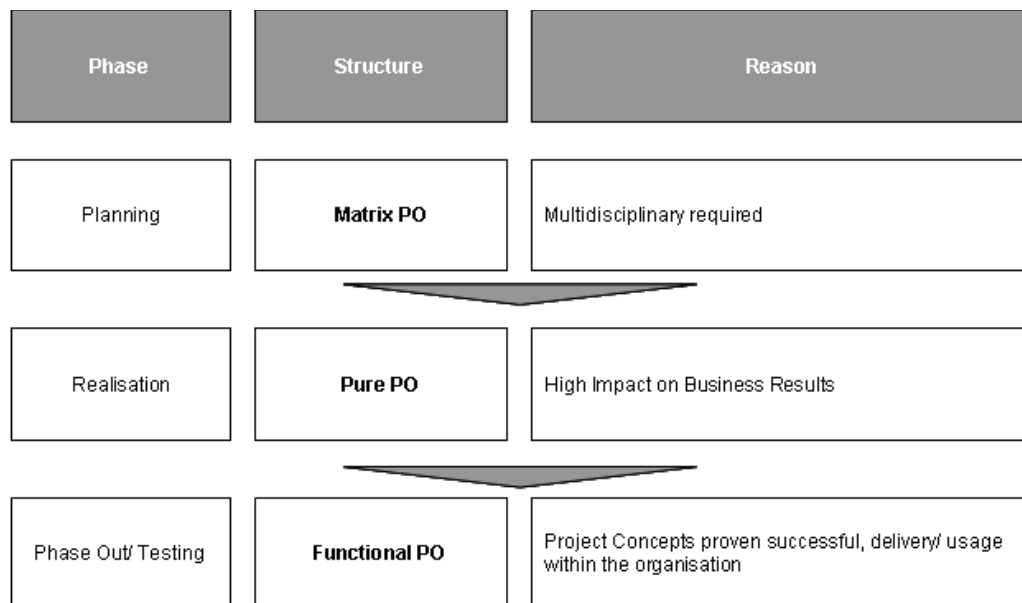 Phase
Structure
Reason
Planning
Matrix PO
Multidisciplinary required
Realisation
Pure PO
High Impact on Business Results
Phase Out/ Testing
Functional PO
Project Concepts proven successful, delivery/ usage
within the organisation